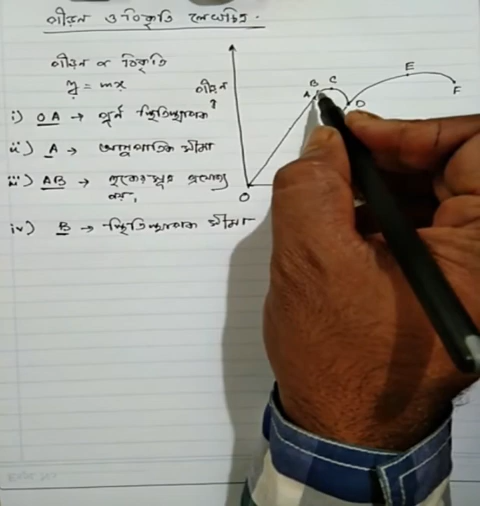 পীড়ন ও বিকৃতি লেখচিত্র.
পীড়ন α বিকৃতি
y = mx
পীড়ন
↑
i) OA → পূর্ন স্থিতিস্থাপক
ii) A → আনুপাতিক সীমা
iii) AB → হুকের সূত্র প্রযোজ্য
নয়,
iv) B → স্থিতিস্থাপক সীমা
A B C D E F
O